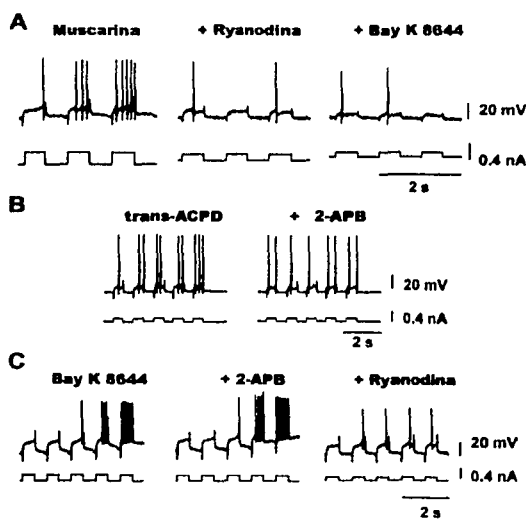 A
Muscarina + Ryanodina + Bay K 8644
20 mV
0.4 nA
2 s
B
trans-ACPD + 2-APB
20 mV
0.4 nA
2 s
C
Bay K 8644 + 2-APB + Ryanodina
20 mV
0.4 nA
2 s